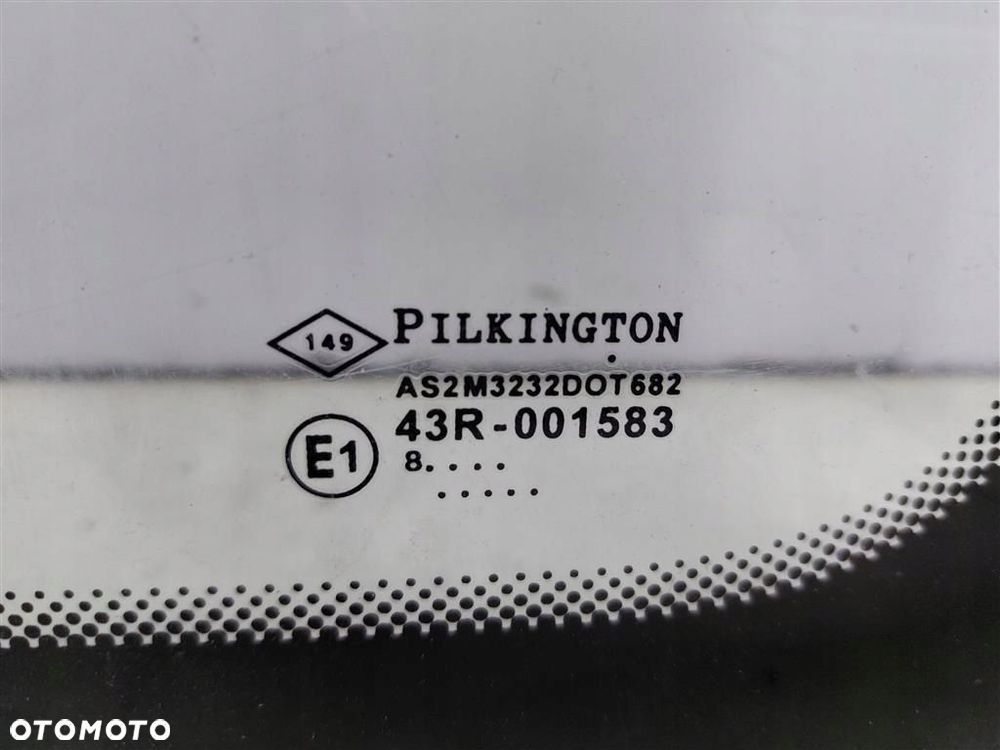 149 PILKINGTON
AS2M3232DOT682
E1 43R-001583
8. . . . .
. . . . .
OTOMOTO